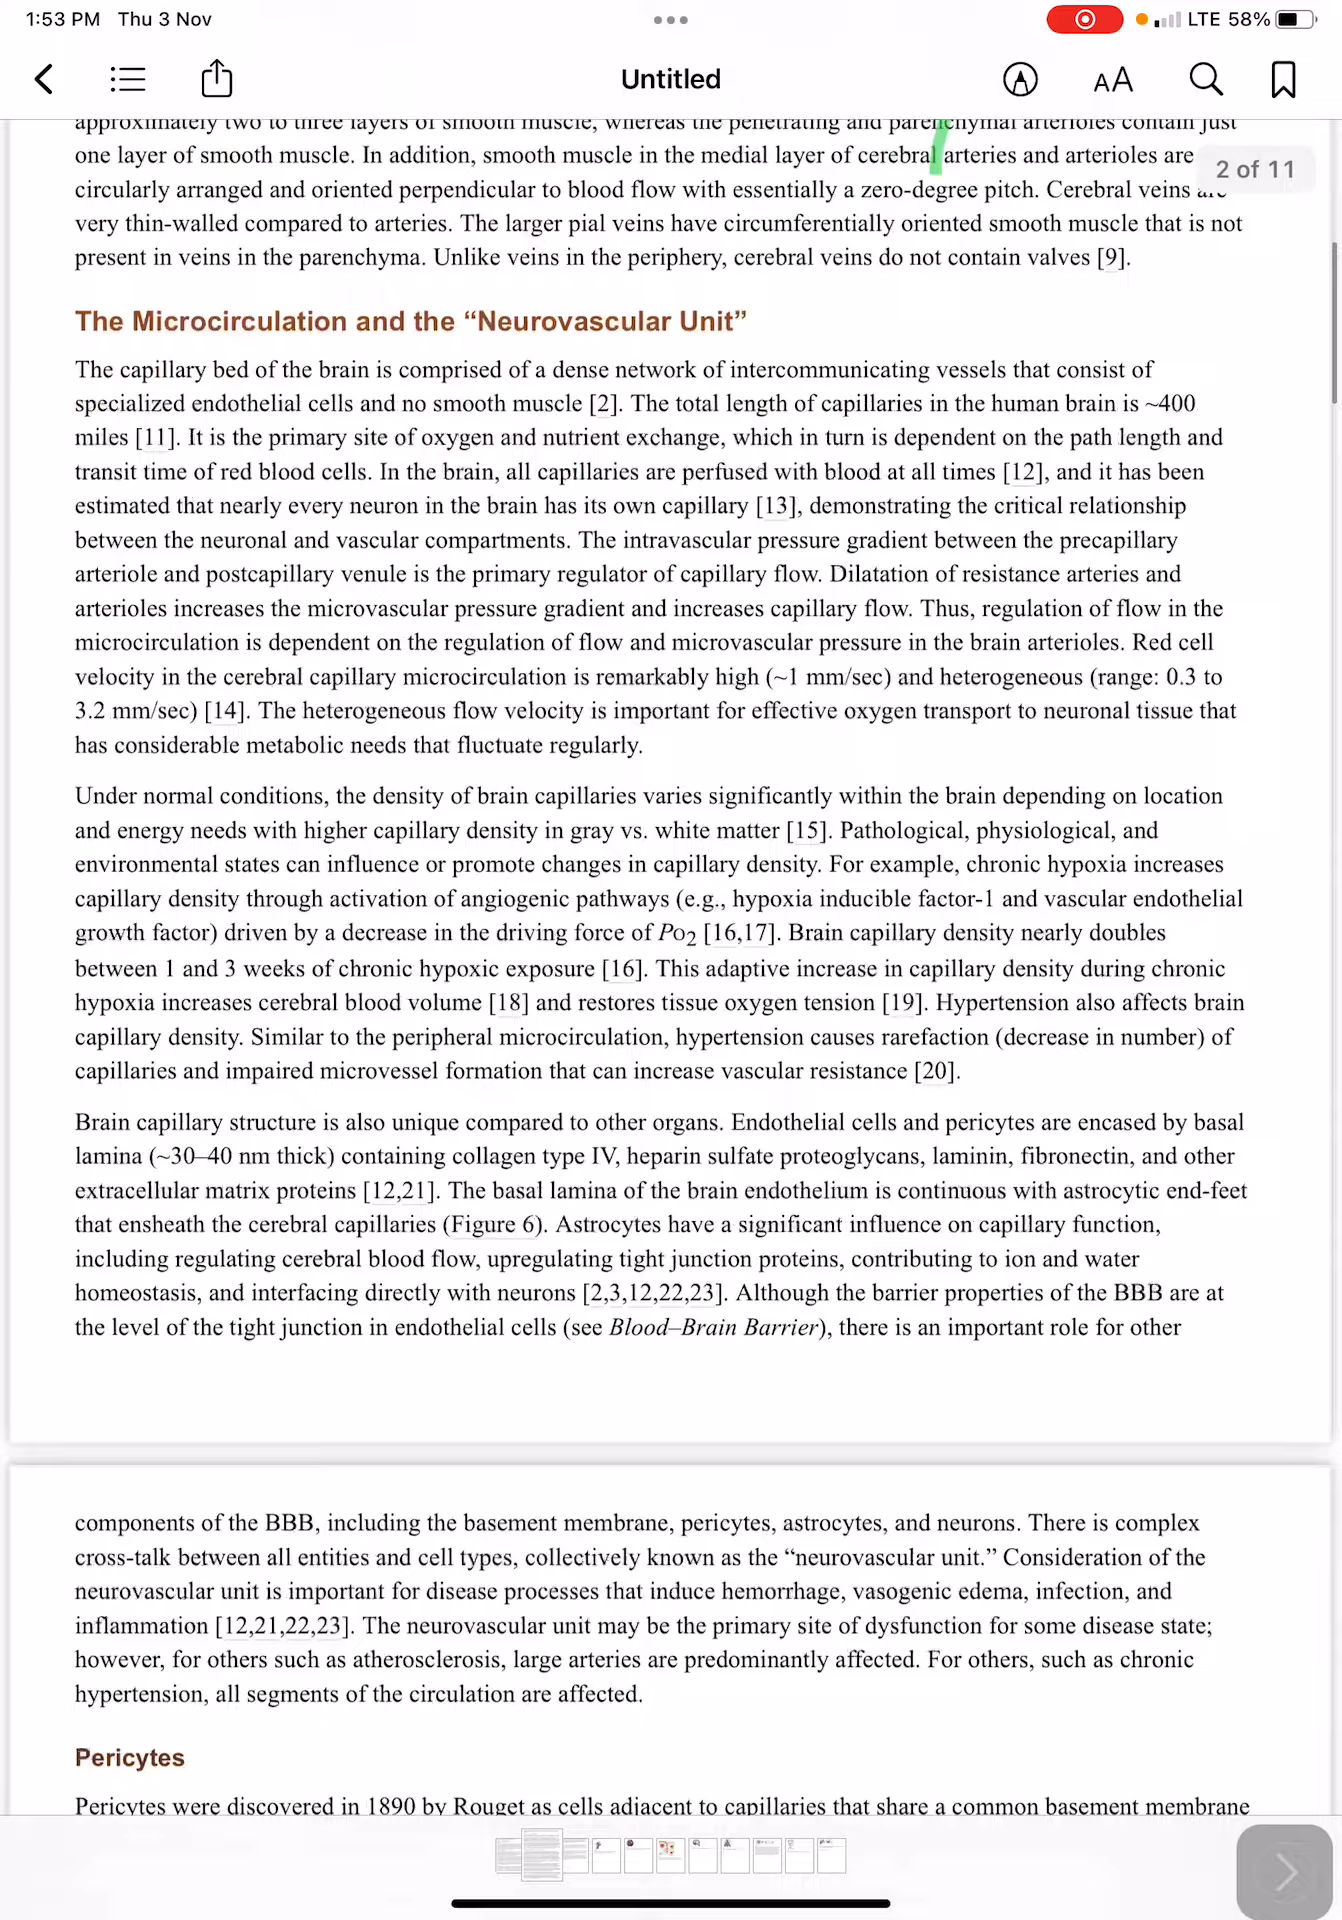 1:53 PM Thu 3 Nov
LTE 58%
Untitled
AA
approximately two to three layers of smooth muscle, whereas the penetrating and parenchymal arterioles contain just
one layer of smooth muscle. In addition, smooth muscle in the medial layer of cerebral arteries and arterioles are
2 of 11
circularly arranged and oriented perpendicular to blood flow with essentially a zero-degree pitch. Cerebral veins are
very thin-walled compared to arteries. The larger pial veins have circumferentially oriented smooth muscle that is not
present in veins in the parenchyma. Unlike veins in the periphery, cerebral veins do not contain valves [9].
The Microcirculation and the “Neurovascular Unit”
The capillary bed of the brain is comprised of a dense network of intercommunicating vessels that consist of
specialized endothelial cells and no smooth muscle [2]. The total length of capillaries in the human brain is ~400
miles [11]. It is the primary site of oxygen and nutrient exchange, which in turn is dependent on the path length and
transit time of red blood cells. In the brain, all capillaries are perfused with blood at all times [12], and it has been
estimated that nearly every neuron in the brain has its own capillary [13], demonstrating the critical relationship
between the neuronal and vascular compartments. The intravascular pressure gradient between the precapillary
arteriole and postcapillary venule is the primary regulator of capillary flow. Dilatation of resistance arteries and
arterioles increases the microvascular pressure gradient and increases capillary flow. Thus, regulation of flow in the
microcirculation is dependent on the regulation of flow and microvascular pressure in the brain arterioles. Red cell
velocity in the cerebral capillary microcirculation is remarkably high (~1 mm/sec) and heterogeneous (range: 0.3 to
3.2 mm/sec) [14]. The heterogeneous flow velocity is important for effective oxygen transport to neuronal tissue that
has considerable metabolic needs that fluctuate regularly.
Under normal conditions, the density of brain capillaries varies significantly within the brain depending on location
and energy needs with higher capillary density in gray vs. white matter [15]. Pathological, physiological, and
environmental states can influence or promote changes in capillary density. For example, chronic hypoxia increases
capillary density through activation of angiogenic pathways (e.g., hypoxia inducible factor-1 and vascular endothelial
growth factor) driven by a decrease in the driving force of Po2 [16,17]. Brain capillary density nearly doubles
between 1 and 3 weeks of chronic hypoxic exposure [16]. This adaptive increase in capillary density during chronic
hypoxia increases cerebral blood volume [18] and restores tissue oxygen tension [19]. Hypertension also affects brain
capillary density. Similar to the peripheral microcirculation, hypertension causes rarefaction (decrease in number) of
capillaries and impaired microvessel formation that can increase vascular resistance [20].
Brain capillary structure is also unique compared to other organs. Endothelial cells and pericytes are encased by basal
lamina (~30–40 nm thick) containing collagen type IV, heparin sulfate proteoglycans, laminin, fibronectin, and other
extracellular matrix proteins [12,21]. The basal lamina of the brain endothelium is continuous with astrocytic end-feet
that ensheath the cerebral capillaries (Figure 6). Astrocytes have a significant influence on capillary function,
including regulating cerebral blood flow, upregulating tight junction proteins, contributing to ion and water
homeostasis, and interfacing directly with neurons [2,3,12,22,23]. Although the barrier properties of the BBB are at
the level of the tight junction in endothelial cells (see Blood–Brain Barrier), there is an important role for other
components of the BBB, including the basement membrane, pericytes, astrocytes, and neurons. There is complex
cross-talk between all entities and cell types, collectively known as the “neurovascular unit.” Consideration of the
neurovascular unit is important for disease processes that induce hemorrhage, vasogenic edema, infection, and
inflammation [12,21,22,23]. The neurovascular unit may be the primary site of dysfunction for some disease state;
however, for others such as atherosclerosis, large arteries are predominantly affected. For others, such as chronic
hypertension, all segments of the circulation are affected.
Pericytes
Pericytes were discovered in 1890 by Rouget as cells adjacent to capillaries that share a common basement membrane